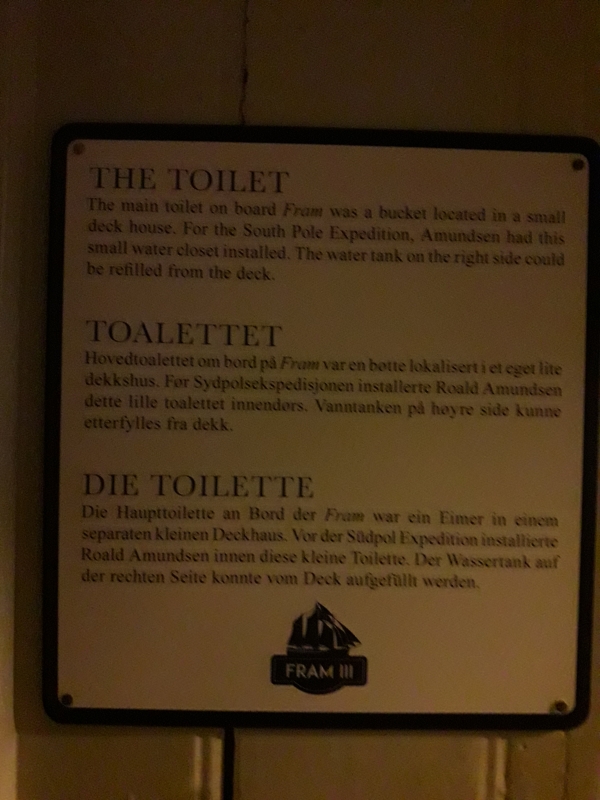 THE TOILET
The main toilet on board Fram was a bucket located in a small
deck house. For the South Pole Expedition, Amundsen had this
small water closet installed. The water tank on the right side could
be refilled from the deck.
TOALETTET
Hovedtoalettet om bord på Fram var en bøtte lokalisert i et eget lite
dekkshus. Før Sydpolsekspedisjonen installerte Roald Amundsen
dette lille toalettet innendørs. Vanntanken på høyre side kunne
etterfylles fra dekk.
DIE TOILETTE
Die Haupttoilette an Bord der Fram war ein Eimer in einem
separaten kleinen Deckhaus. Vor der Südpol Expedition installierte
Roald Amundsen innen diese kleine Toilette. Der Wassertank auf
der rechten Seite konnte vom Deck aufgefüllt werden.
FRAM III